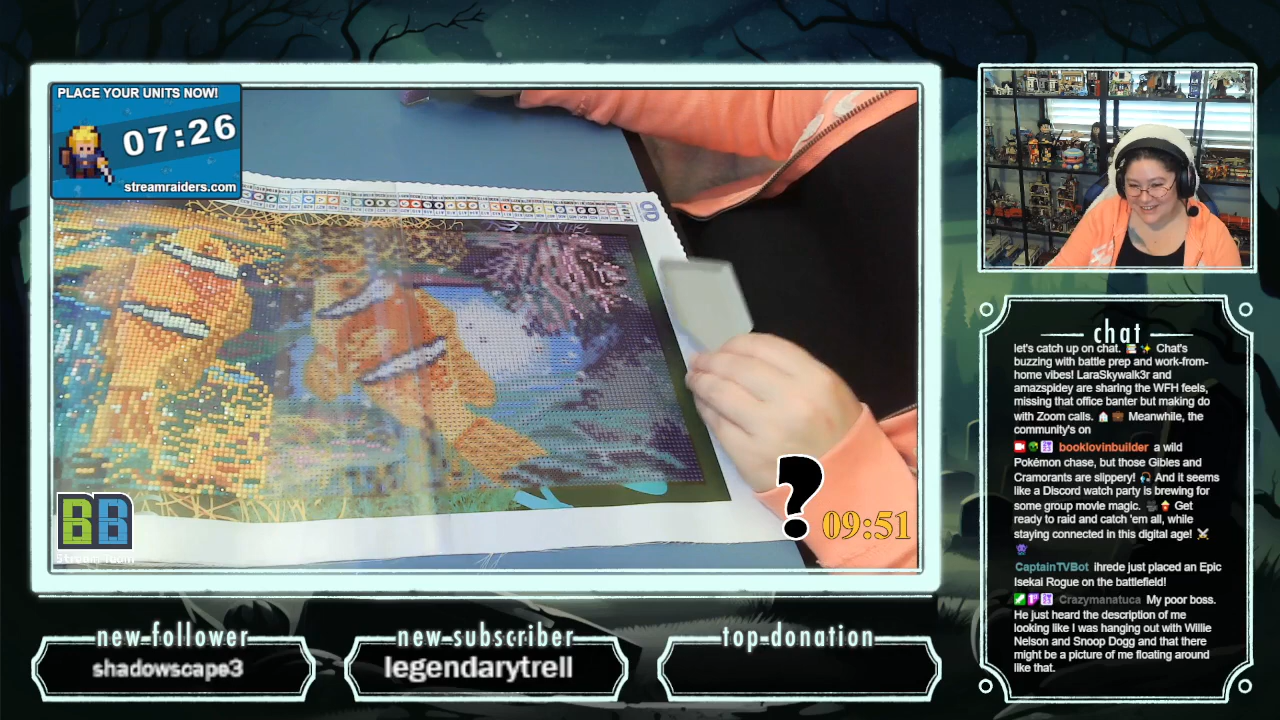 PLACE YOUR UNITS NOW!
07:26
streamraiders.com
BB
09:51
?
chat
let's catch up on chat. Chat's
buzzing with battle prep and work-from-
home vibes! LaraSkywalk3r and
amazspidey are sharing the WFH feels,
missing that office banter but making do
with Zoom calls. Meanwhile, the
community's on
booklovinbuilder a wild
Pokémon chase, but those Gibles and
Cramorants are slippery! And it seems
like a Discord watch party is brewing for
some group movie magic. Get
ready to raid and catch 'em all, while
staying connected in this digital age!
CaptainTVBot ihrede just placed an Epic
Isekai Rogue on the battlefield!
Crazymanatuca My poor boss.
He just heard the description of me
looking like I was hanging out with Willie
Nelson and Snoop Dogg and that there
might be a picture of me floating around
like that.
new follower
shadowscape3
new subscriber
legendarytrell
top donation